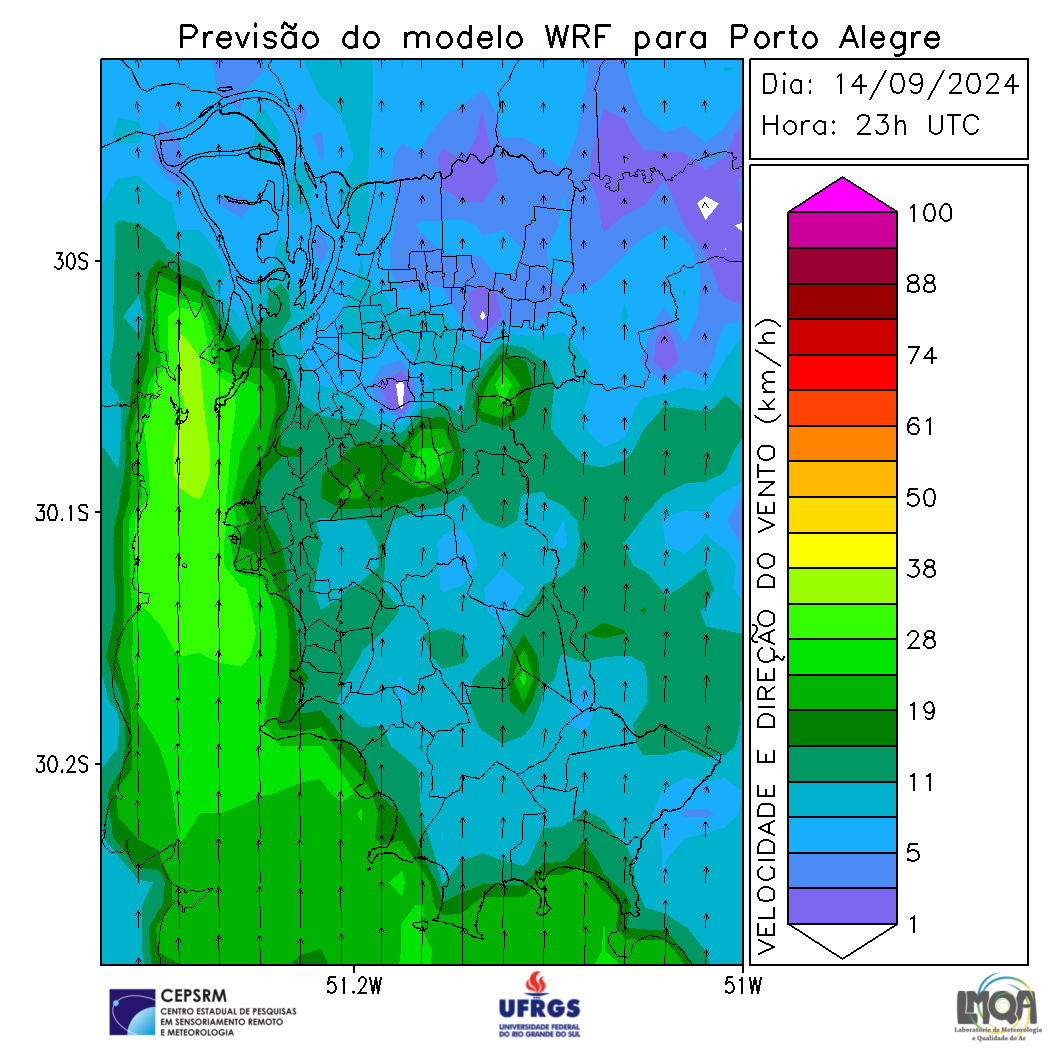 Previsão do modelo WRF para Porto Alegre
Dia: 14/09/2024
Hora: 23h UTC
30S
30.1S
30.2S
51.2W
51W
VELOCIDADE E DIREÇÃO DO VENTO (km/h)
100
88
74
61
50
38
28
19
11
5
1
CEPSRM
CENTRO ESTADUAL DE PESQUISAS
EM SENSORIAMENTO REMOTO
E METEOROLOGIA
UFRGS
UNIVERSIDADE FEDERAL
DO RIO GRANDE DO SUL
LMQA
Laboratório de Meteorologia
e Qualidade do Ar